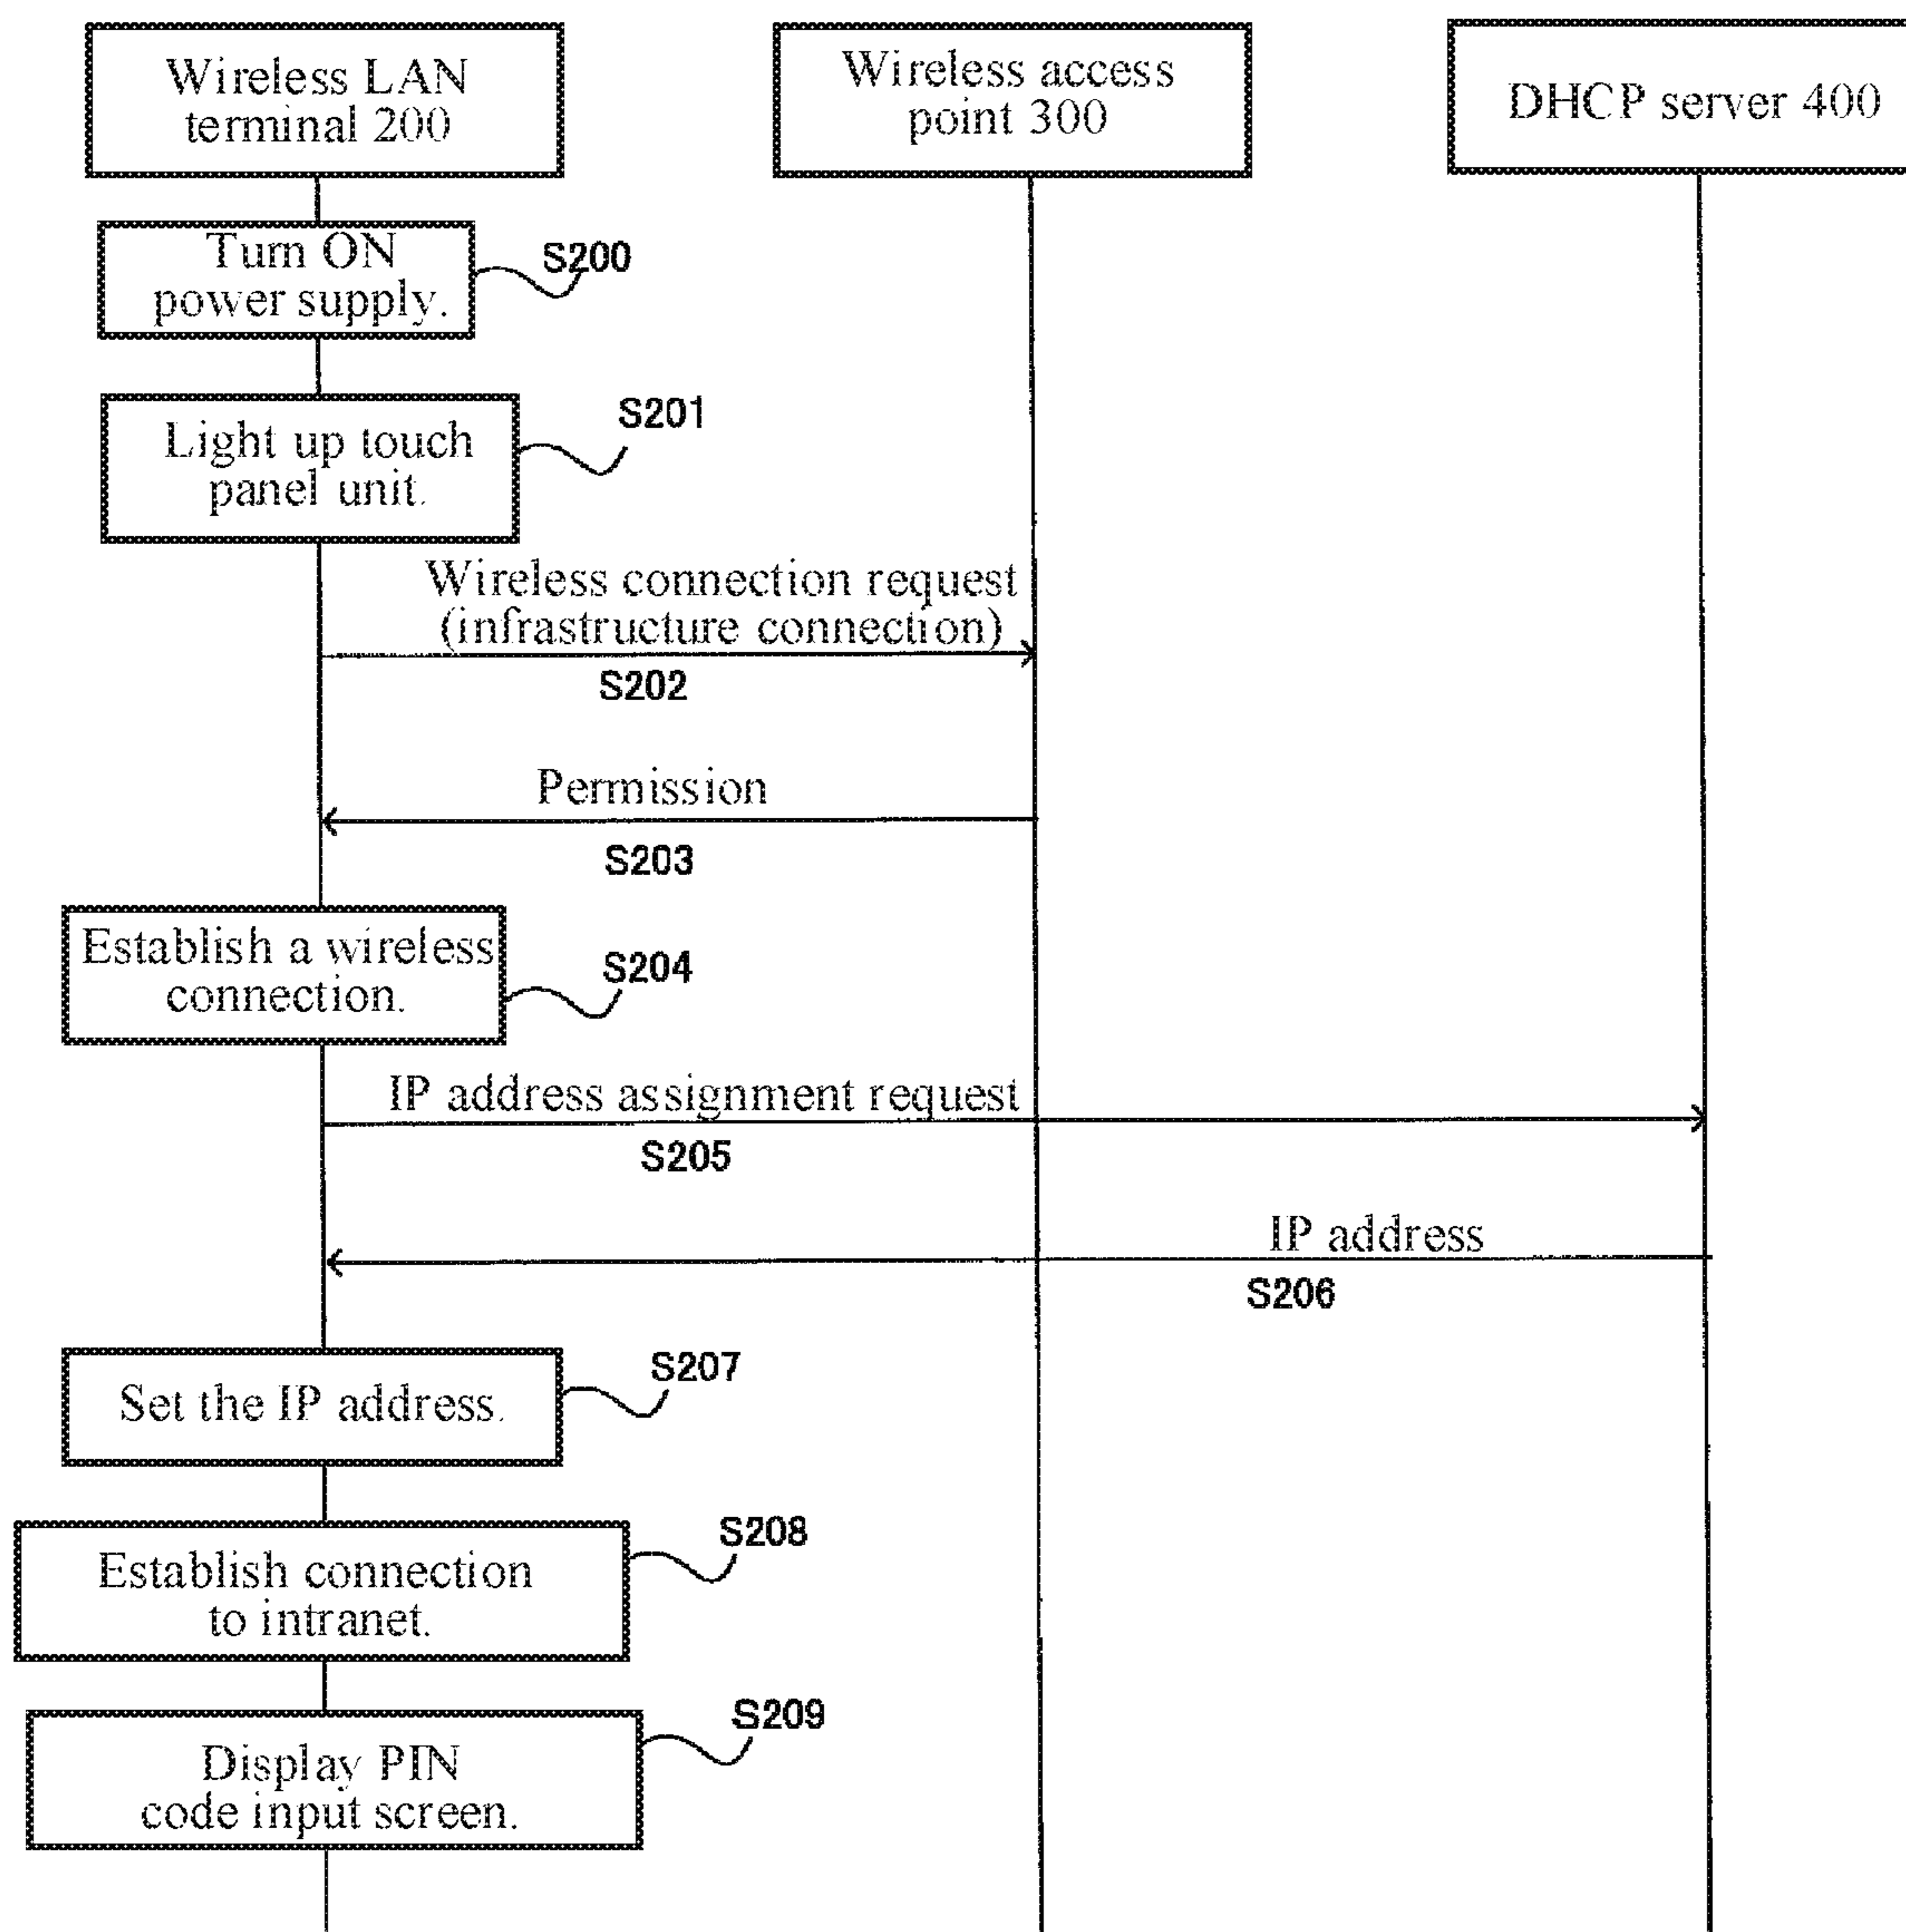 Wireless LAN
terminal 200
Wireless access
point 300
DHCP server 400
Turn ON
power supply.
S200
Light up touch
panel unit.
S201
Wireless connection request
(infrastructure connection)
S202
Permission
S203
Establish a wireless
connection.
S204
IP address assignment request
S205
IP address
S206
Set the IP address.
S207
Establish connection
to intranet.
S208
Display PIN
code input screen.
S209